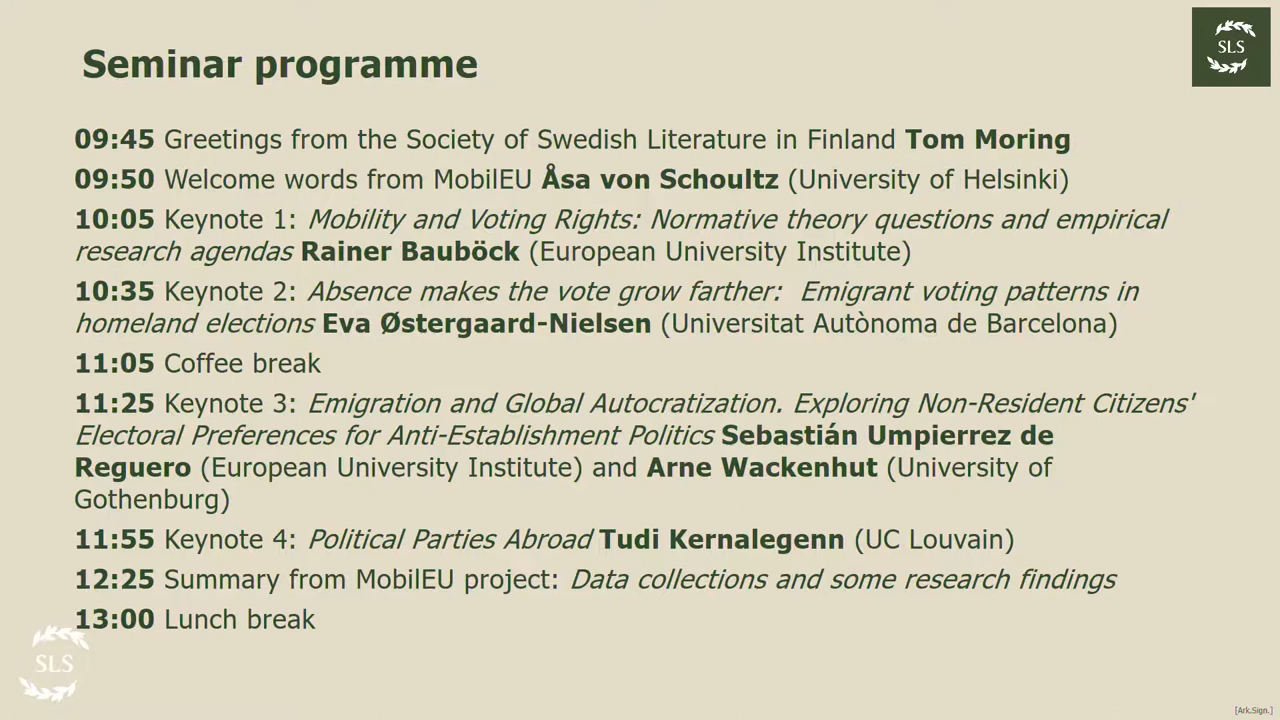 Seminar programme
SLS
09:45 Greetings from the Society of Swedish Literature in Finland Tom Moring
09:50 Welcome words from MobilEU Åsa von Schoultz (University of Helsinki)
10:05 Keynote 1: Mobility and Voting Rights: Normative theory questions and empirical
research agendas Rainer Bauböck (European University Institute)
10:35 Keynote 2: Absence makes the vote grow farther:  Emigrant voting patterns in
homeland elections Eva Østergaard-Nielsen (Universitat Autònoma de Barcelona)
11:05 Coffee break
11:25 Keynote 3: Emigration and Global Autocratization. Exploring Non-Resident Citizens'
Electoral Preferences for Anti-Establishment Politics Sebastián Umpierrez de
Reguero (European University Institute) and Arne Wackenhut (University of
Gothenburg)
11:55 Keynote 4: Political Parties Abroad Tudi Kernalegenn (UC Louvain)
12:25 Summary from MobilEU project: Data collections and some research findings
13:00 Lunch break
SLS
[Ark.Sign.]